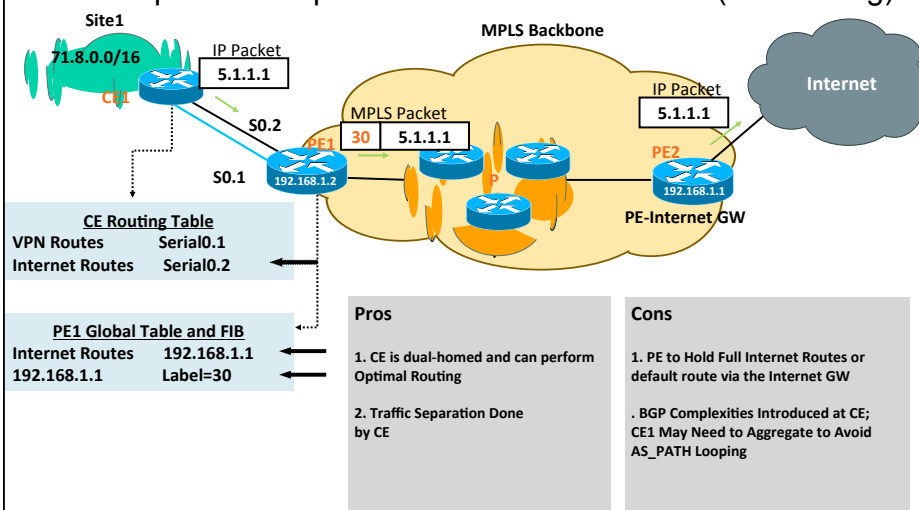 Site1
MPLS Backbone
71.8.0.0/16
IP Packet
5.1.1.1
CE1
Internet
IP Packet
5.1.1.1
MPLS Packet
30 5.1.1.1
S0.2
PE1
192.168.1.2
S0.1
P
PE2
192.168.1.1
PE-Internet GW
CE Routing Table
VPN Routes Serial0.1
Internet Routes Serial0.2
PE1 Global Table and FIB
Internet Routes 192.168.1.1
192.168.1.1 Label=30
Pros
1. CE is dual-homed and can perform
Optimal Routing
2. Traffic Separation Done
by CE
Cons
1. PE to Hold Full Internet Routes or
default route via the Internet GW
. BGP Complexities Introduced at CE;
CE1 May Need to Aggregate to Avoid
AS_PATH Looping